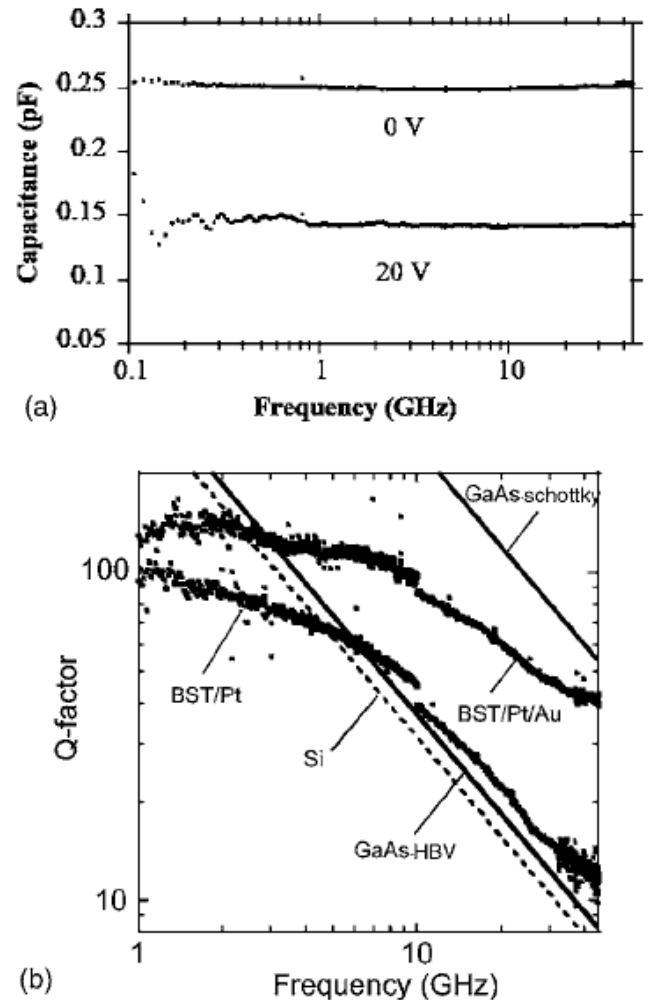 0.3
0.25
0.2
0.15
0.1
0.05
Capacitance (pF)
0 V
20 V
0.1 1 10
(a) Frequency (GHz)
GaAs-schottky
100
BST/Pt
BST/Pt/Au
Q-factor
Si
GaAs-HBV
10
1 10
(b) Frequency (GHz)